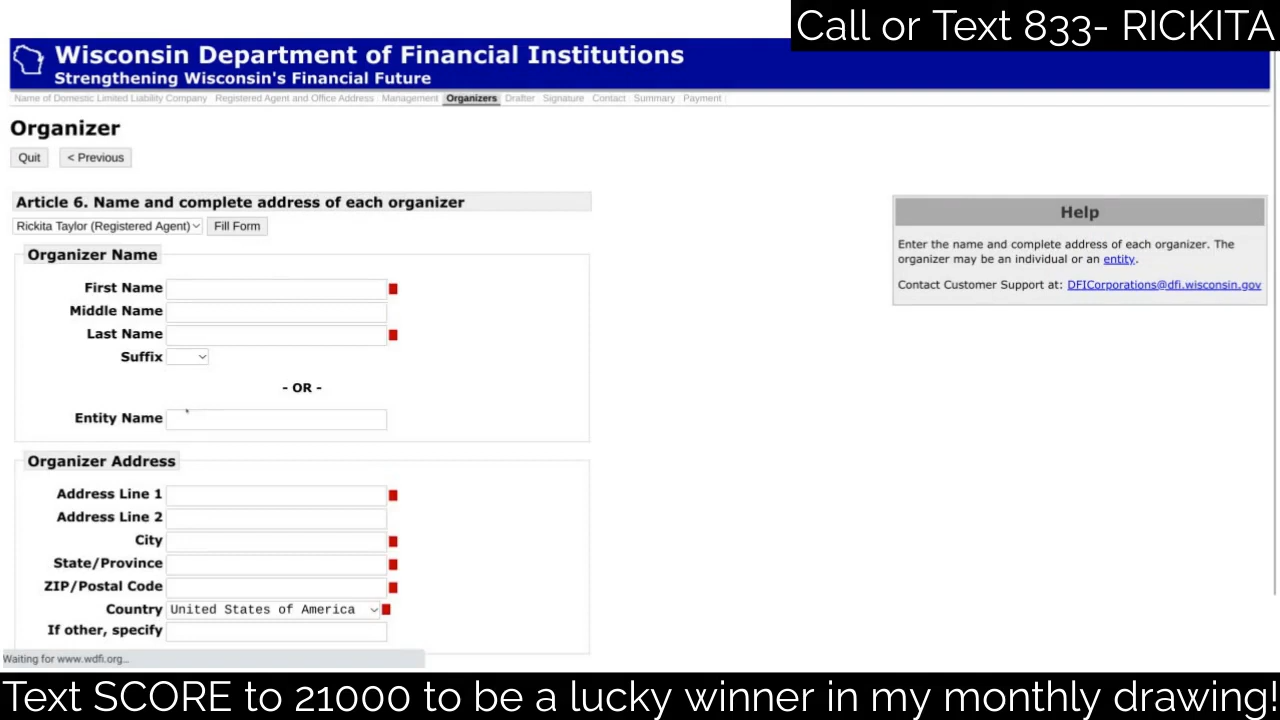 Call or Text 833- RICKITA
Wisconsin Department of Financial Institutions
Strengthening Wisconsin's Financial Future
Name of Domestic Limited Liability Company Registered Agent and Office Address Management Organizers Drafter Signature Contact Summary Payment
Organizer
Quit < Previous
Article 6. Name and complete address of each organizer
Rickita Taylor (Registered Agent) Fill Form
Organizer Name
First Name
Middle Name
Last Name
Suffix
- OR -
Entity Name
Organizer Address
Address Line 1
Address Line 2
City
State/Province
ZIP/Postal Code
Country United States of America
If other, specify
Help
Enter the name and complete address of each organizer. The
organizer may be an individual or an entity.
Contact Customer Support at: DFICorporations@dfi.wisconsin.gov
Waiting for www.wdfi.org...
Text SCORE to 21000 to be a lucky winner in my monthly drawing!